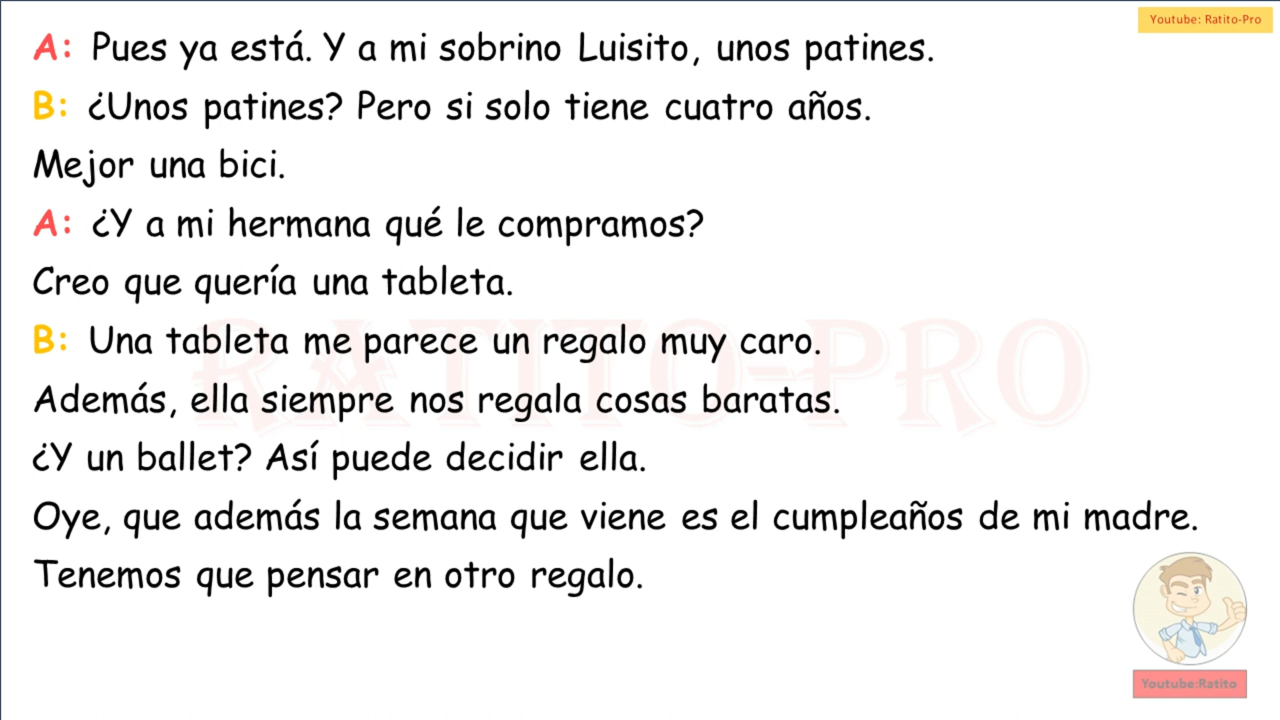 Youtube: Ratito-Pro
A: Pues ya está. Y a mi sobrino Luisito, unos patines.
B: ¿Unos patines? Pero si solo tiene cuatro años.
Mejor una bici.
A: ¿Y a mi hermana qué le compramos?
Creo que quería una tableta.
RATITO-PRO
B: Una tableta me parece un regalo muy caro.
Además, ella siempre nos regala cosas baratas.
¿Y un ballet? Así puede decidir ella.
Oye, que además la semana que viene es el cumpleaños de mi madre.
Tenemos que pensar en otro regalo.
Youtube:Ratito